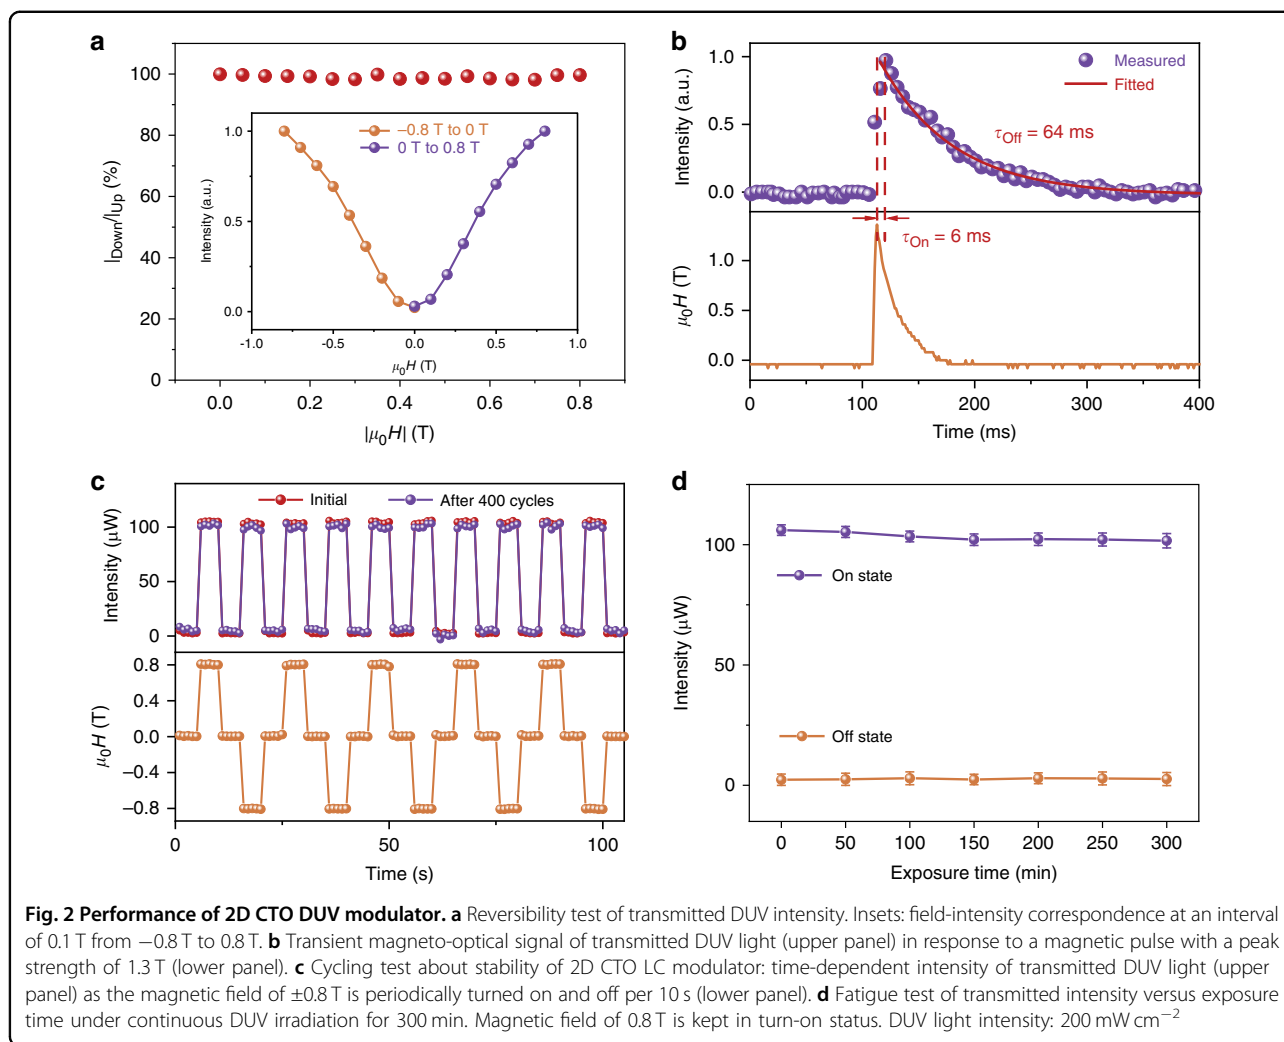 a
I_Down/I_Up (%)
100
80
60
40
20
0
0.0 0.2 0.4 0.6 0.8
|μ₀H| (T)
−0.8 T to 0 T
0 T to 0.8 T
Intensity (a.u.)
1.0
0.5
0.0
-1.0 -0.5 0.0 0.5 1.0
μ₀H (T)
b
Intensity (a.u.)
1.0
0.5
0.0
Measured
Fitted
τ_Off = 64 ms
τ_On = 6 ms
μ₀H (T)
1.0
0.5
0.0
0 100 200 300 400
Time (ms)
c
Initial After 400 cycles
Intensity (μW)
100
50
0
μ₀H (T)
0.8
0.4
0.0
−0.4
−0.8
0 50 100
Time (s)
d
Intensity (μW)
100
50
0
On state
Off state
0 50 100 150 200 250 300
Exposure time (min)
Fig. 2 Performance of 2D CTO DUV modulator. a Reversibility test of transmitted DUV intensity. Insets: field-intensity correspondence at an interval
of 0.1 T from −0.8 T to 0.8 T. b Transient magneto-optical signal of transmitted DUV light (upper panel) in response to a magnetic pulse with a peak
strength of 1.3 T (lower panel). c Cycling test about stability of 2D CTO LC modulator: time-dependent intensity of transmitted DUV light (upper
panel) as the magnetic field of ±0.8 T is periodically turned on and off per 10 s (lower panel). d Fatigue test of transmitted intensity versus exposure
time under continuous DUV irradiation for 300 min. Magnetic field of 0.8 T is kept in turn-on status. DUV light intensity: 200 mW cm⁻²